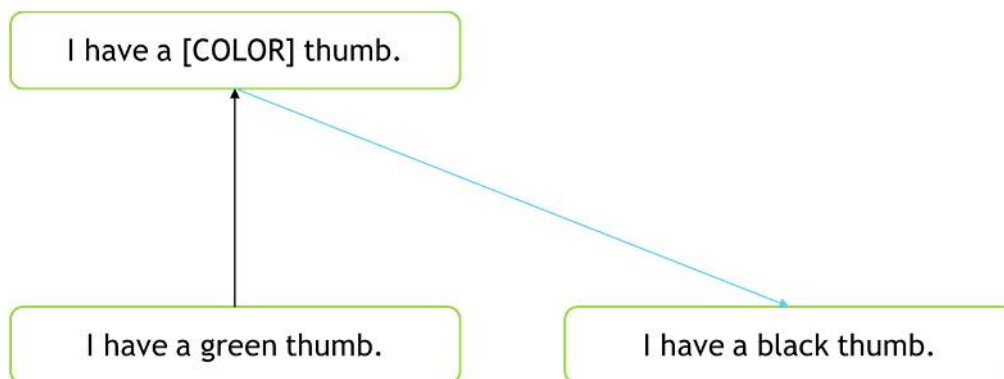 I have a [COLOR] thumb.
I have a green thumb.
I have a black thumb.